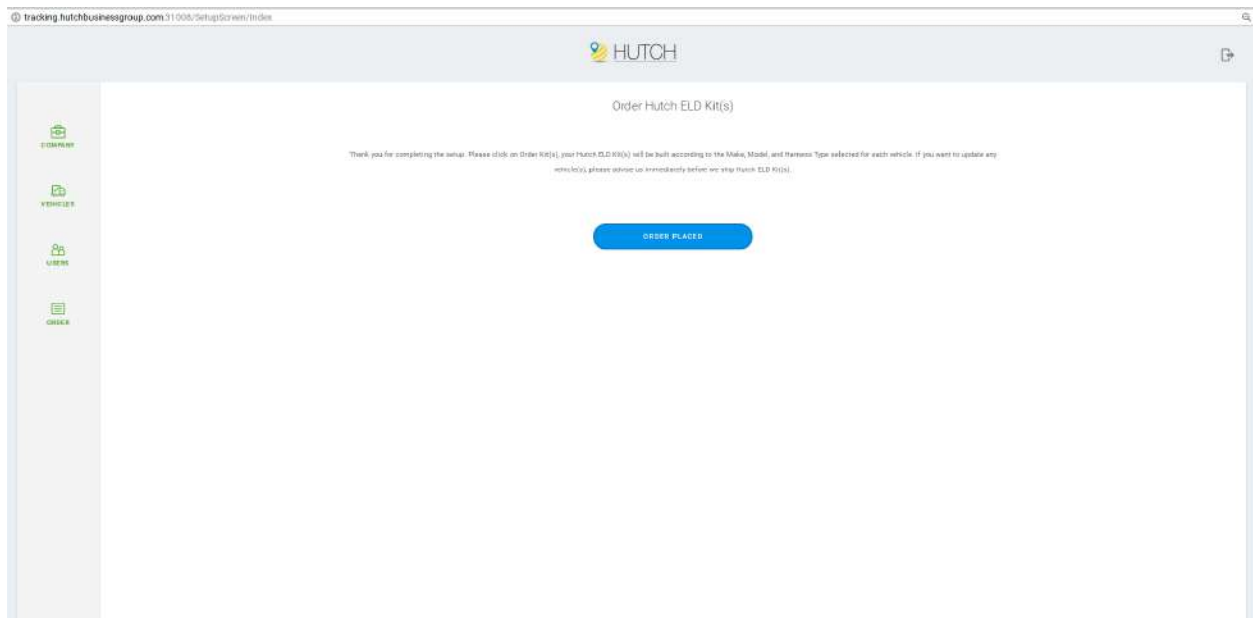 tracking.hutchbusinessgroup.com:31008/SetupScreen/Index
HUTCH
Order Hutch ELD Kit(s)
COMPANY
Thank you for completing the setup. Please click on Order Kit(s), your Hutch ELD Kit(s) will be built according to the Make, Model, and Harness Type selected for each vehicle. If you want to update any
vehicle(s), please advise us immediately before we ship Hutch ELD Kit(s).
VEHICLES
ORDER PLACED
USERS
ORDER